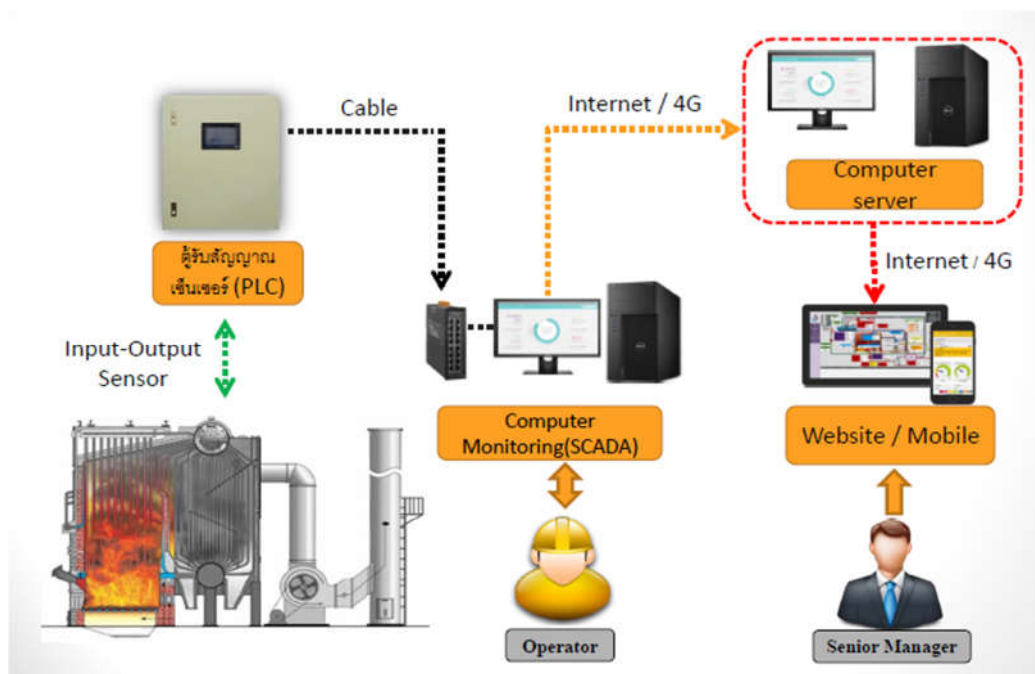 Cable
Internet / 4G
Computer
server
ตู้รับสัญญาณ
เซ็นเซอร์ (PLC)
Internet / 4G
Input-Output
Sensor
Computer
Monitoring(SCADA)
Website / Mobile
Operator
Senior Manager